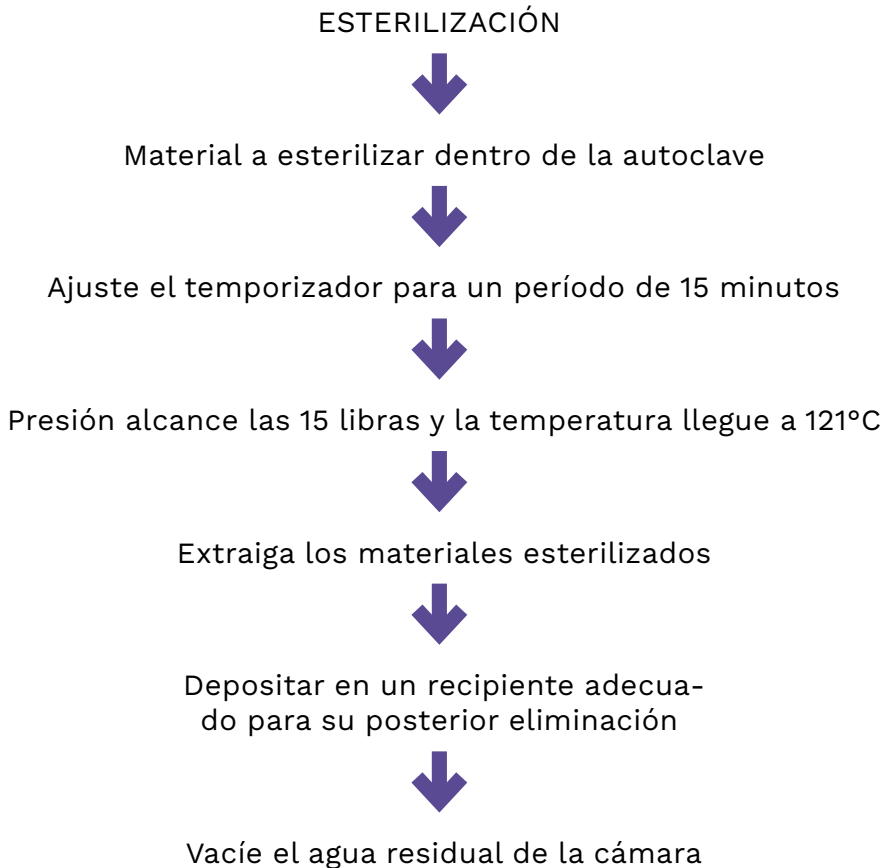 ESTERILIZACIÓN
Material a esterilizar dentro de la autoclave
Ajuste el temporizador para un período de 15 minutos
Presión alcance las 15 libras y la temperatura llegue a 121°C
Extraiga los materiales esterilizados
Depositar en un recipiente adecua-
do para su posterior eliminación
Vacíe el agua residual de la cámara